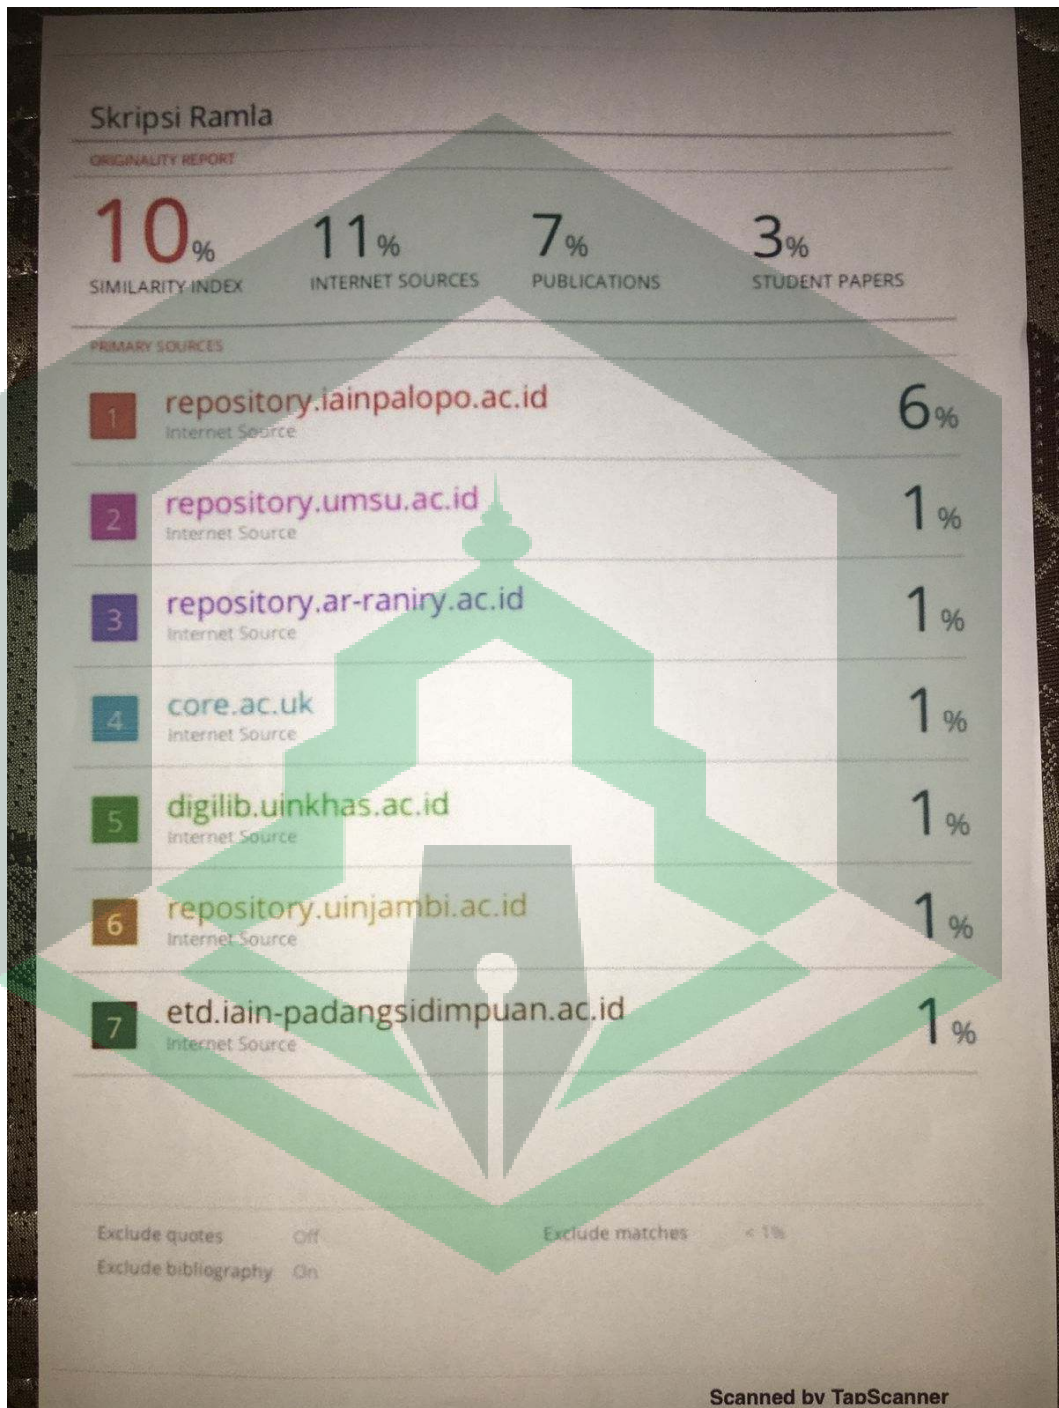 Skripsi Ramla
ORIGINALITY REPORT
10% 11% 7% 3%
SIMILARITY INDEX INTERNET SOURCES PUBLICATIONS STUDENT PAPERS
PRIMARY SOURCES
1 repository.iainpalopo.ac.id 6%
Internet Source
2 repository.umsu.ac.id 1%
Internet Source
3 repository.ar-raniry.ac.id 1%
Internet Source
4 core.ac.uk 1%
Internet Source
5 digilib.uinkhas.ac.id 1%
Internet Source
6 repository.uinjambi.ac.id 1%
Internet Source
7 etd.iain-padangsidimpuan.ac.id 1%
Internet Source
Exclude quotes Off Exclude matches < 1%
Exclude bibliography On
Scanned by TapScanner